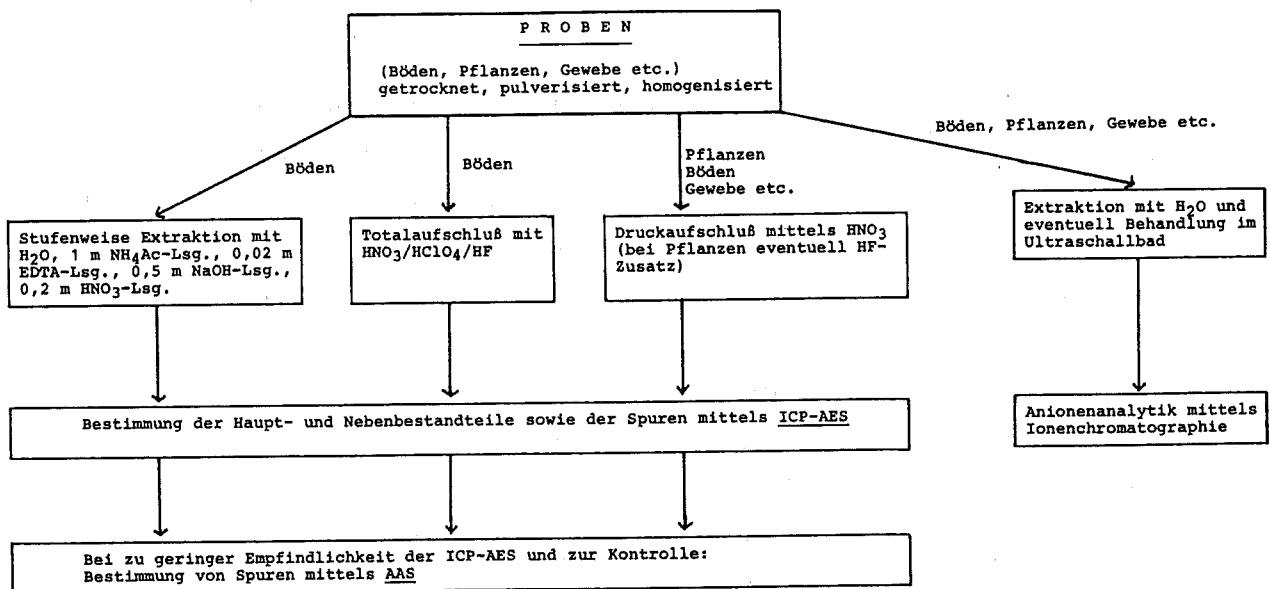 P R O B E N
(Böden, Pflanzen, Gewebe etc.)
getrocknet, pulverisiert, homogenisiert
Böden
Böden
Pflanzen
Böden
Gewebe etc.
Böden, Pflanzen, Gewebe etc.
Stufenweise Extraktion mit
H2O, 1 m NH4Ac-Lsg., 0,02 m
EDTA-Lsg., 0,5 m NaOH-Lsg.,
0,2 m HNO3-Lsg.
Totalaufschluß mit
HNO3/HClO4/HF
Druckaufschluß mittels HNO3
(bei Pflanzen eventuell HF-
Zusatz)
Extraktion mit H2O und
eventuell Behandlung im
Ultraschallbad
Bestimmung der Haupt- und Nebenbestandteile sowie der Spuren mittels ICP-AES
Anionenanalytik mittels
Ionenchromatographie
Bei zu geringer Empfindlichkeit der ICP-AES und zur Kontrolle:
Bestimmung von Spuren mittels AAS